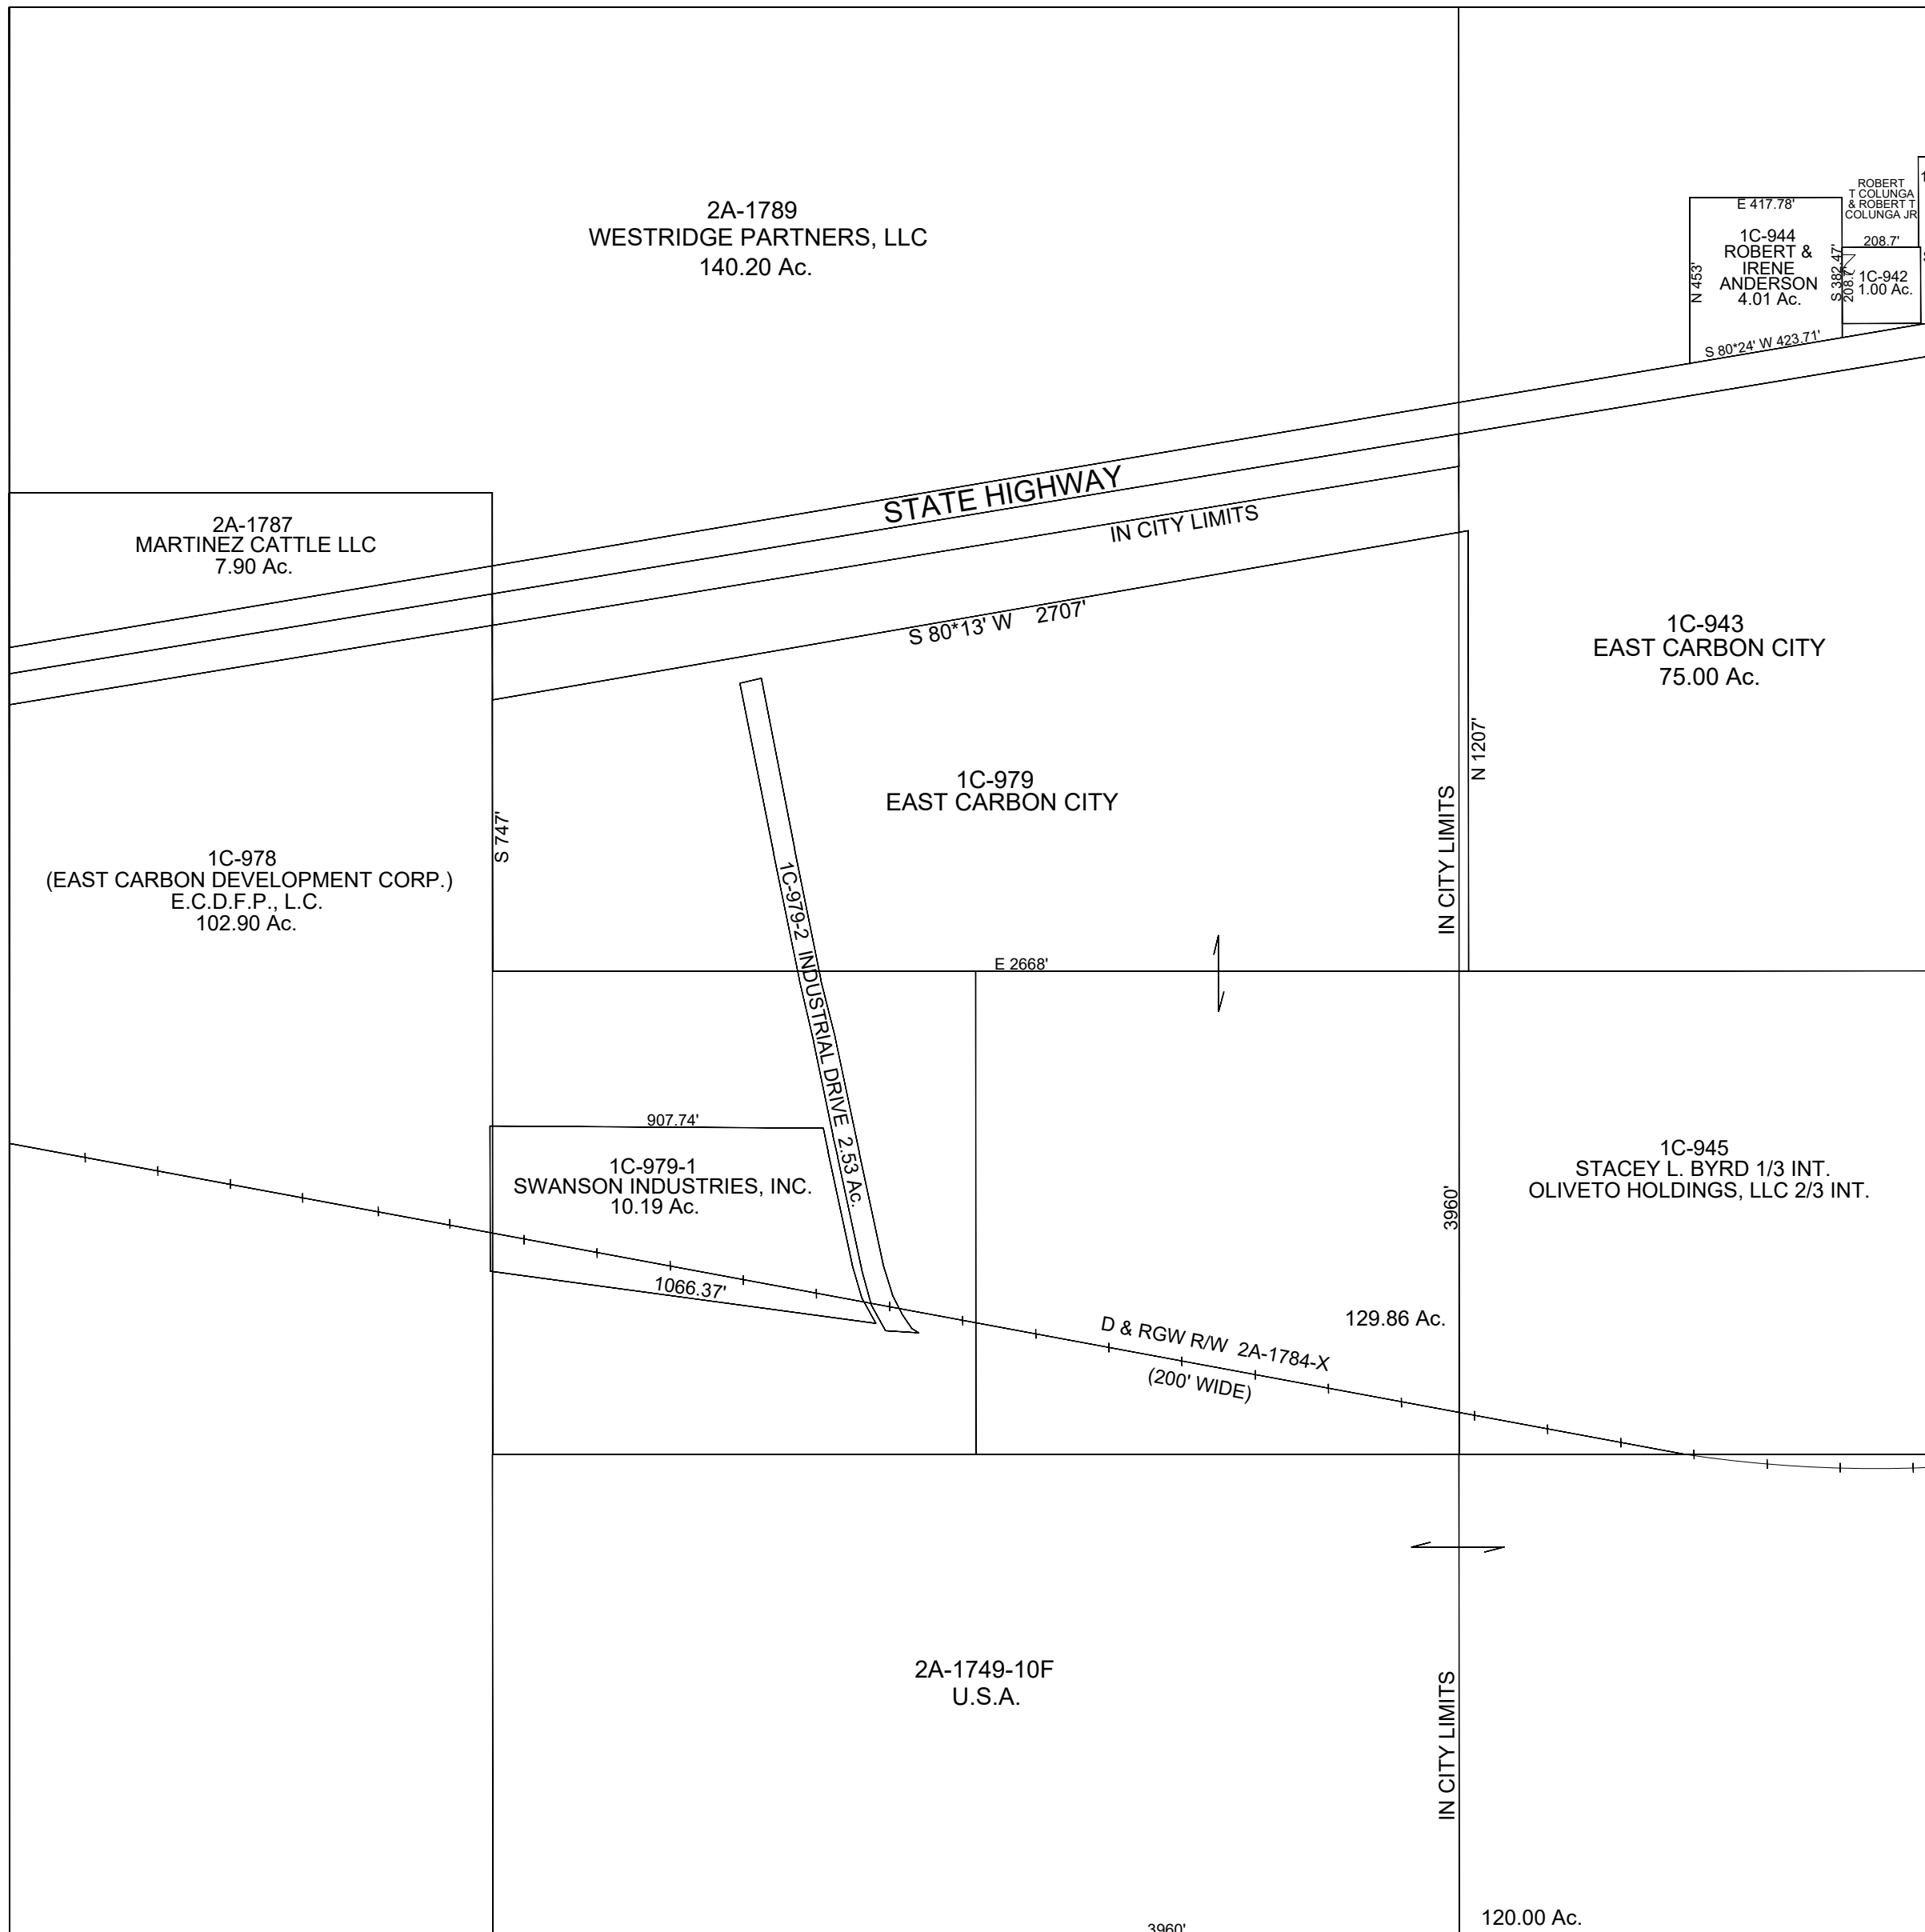 2A-1789
WESTRIDGE PARTNERS, LLC
140.20 Ac.
ROBERT
T COLUNGA
& ROBERT T
COLUNGA JR
E 417.78'
1C-944
ROBERT &
IRENE
ANDERSON
4.01 Ac.
N 453'
S 382.47'
S 80*24' W 423.71'
208.7'
208.7'
1C-942
1.00 Ac.
STATE HIGHWAY
IN CITY LIMITS
2A-1787
MARTINEZ CATTLE LLC
7.90 Ac.
S 80*13' W 2707'
1C-943
EAST CARBON CITY
75.00 Ac.
N 1207'
1C-979
EAST CARBON CITY
IN CITY LIMITS
S 747'
1C-978
(EAST CARBON DEVELOPMENT CORP.)
E.C.D.F.P., L.C.
102.90 Ac.
1C-979-2 INDUSTRIAL DRIVE 2.53 Ac.
E 2668'
907.74'
1C-979-1
SWANSON INDUSTRIES, INC.
10.19 Ac.
1066.37'
1C-945
STACEY L. BYRD 1/3 INT.
OLIVETO HOLDINGS, LLC 2/3 INT.
3960'
129.86 Ac.
D & RGW R/W 2A-1784-X
(200' WIDE)
2A-1749-10F
U.S.A.
IN CITY LIMITS
120.00 Ac.
3960'